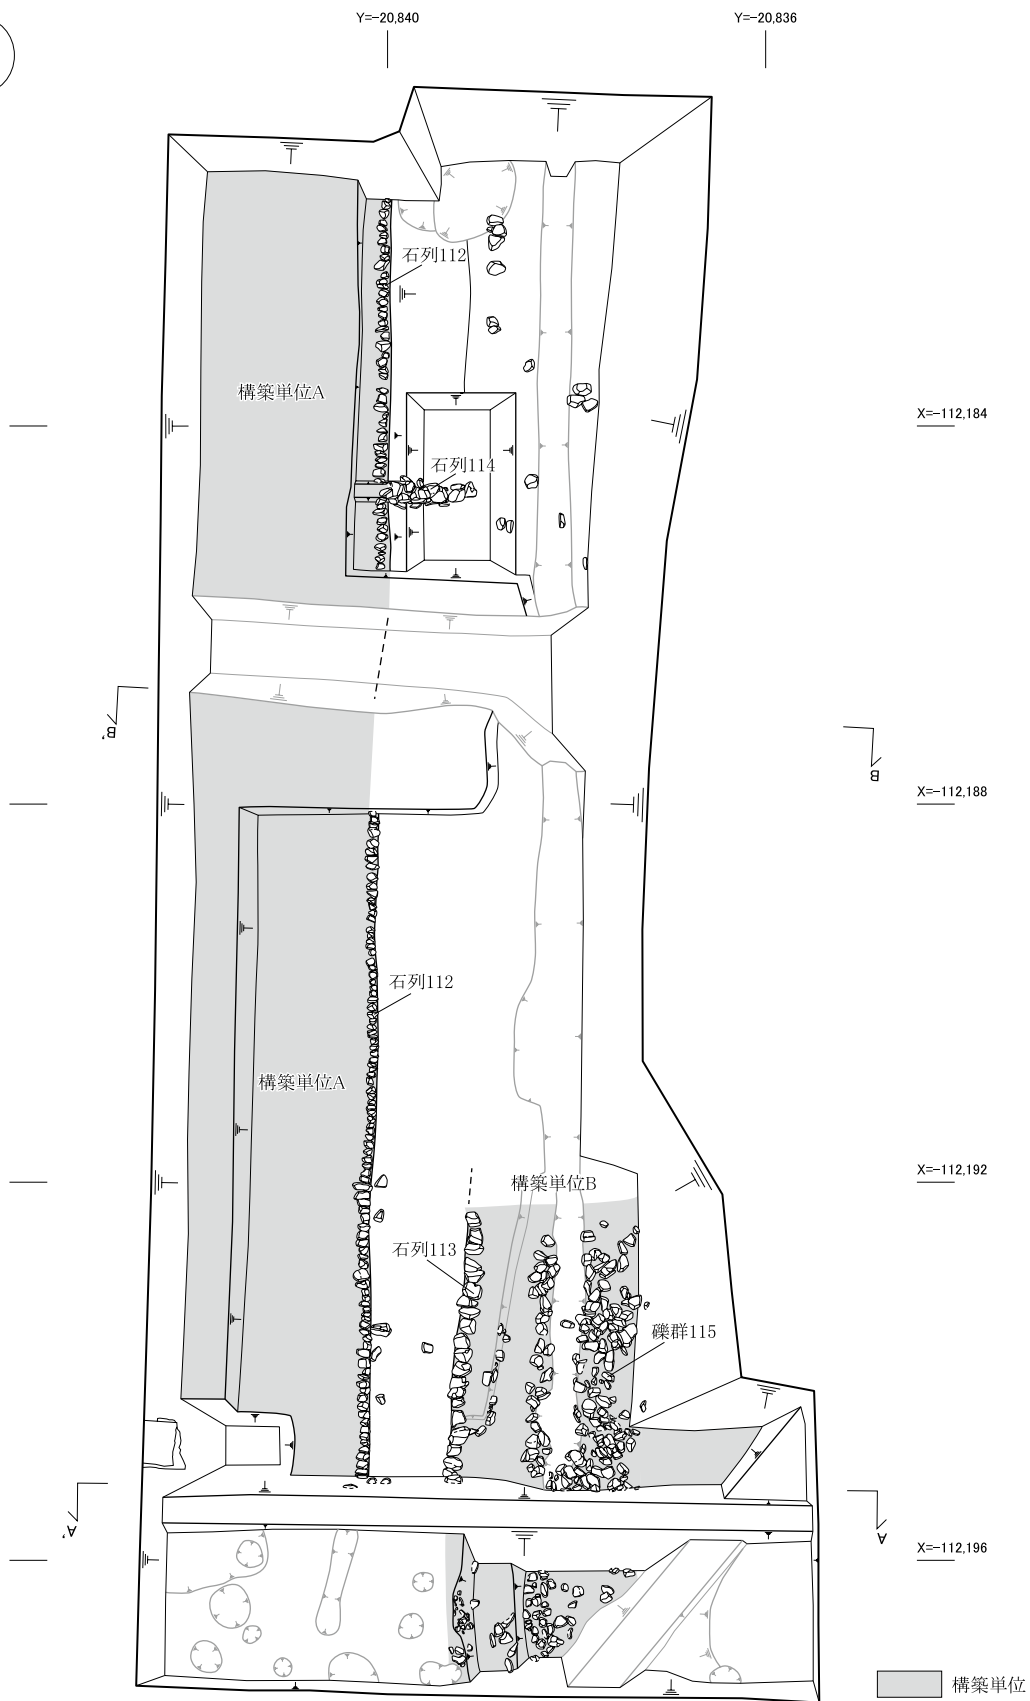 Y=-20,840
Y=-20,836
石列112
構築単位A
X=-112,184
石列114
B'
B
X=-112,188
石列112
構築単位A
X=-112,192
構築単位B
石列113
礫群115
A'
A
X=-112,196
構築単位